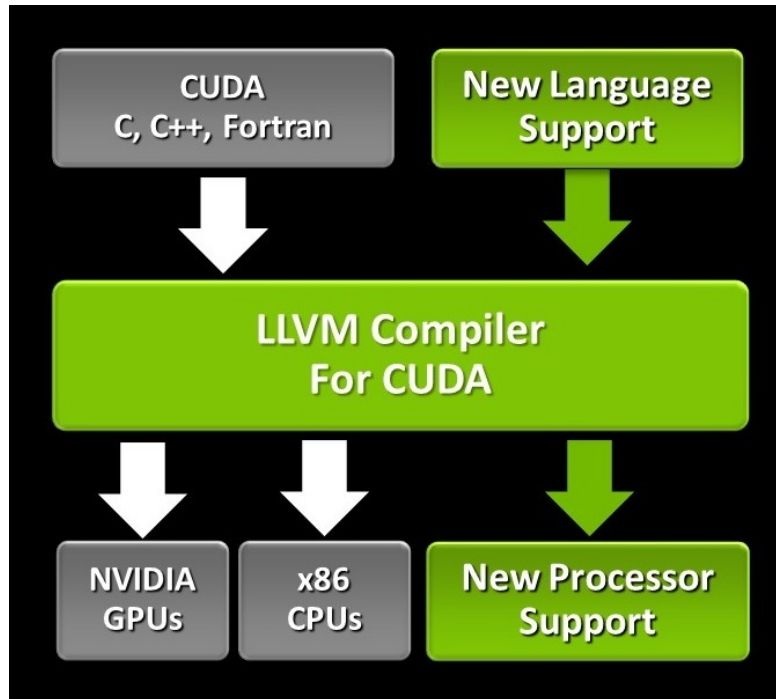 CUDA
C, C++, Fortran
New Language
Support
LLVM Compiler
For CUDA
NVIDIA
GPUs
x86
CPUs
New Processor
Support